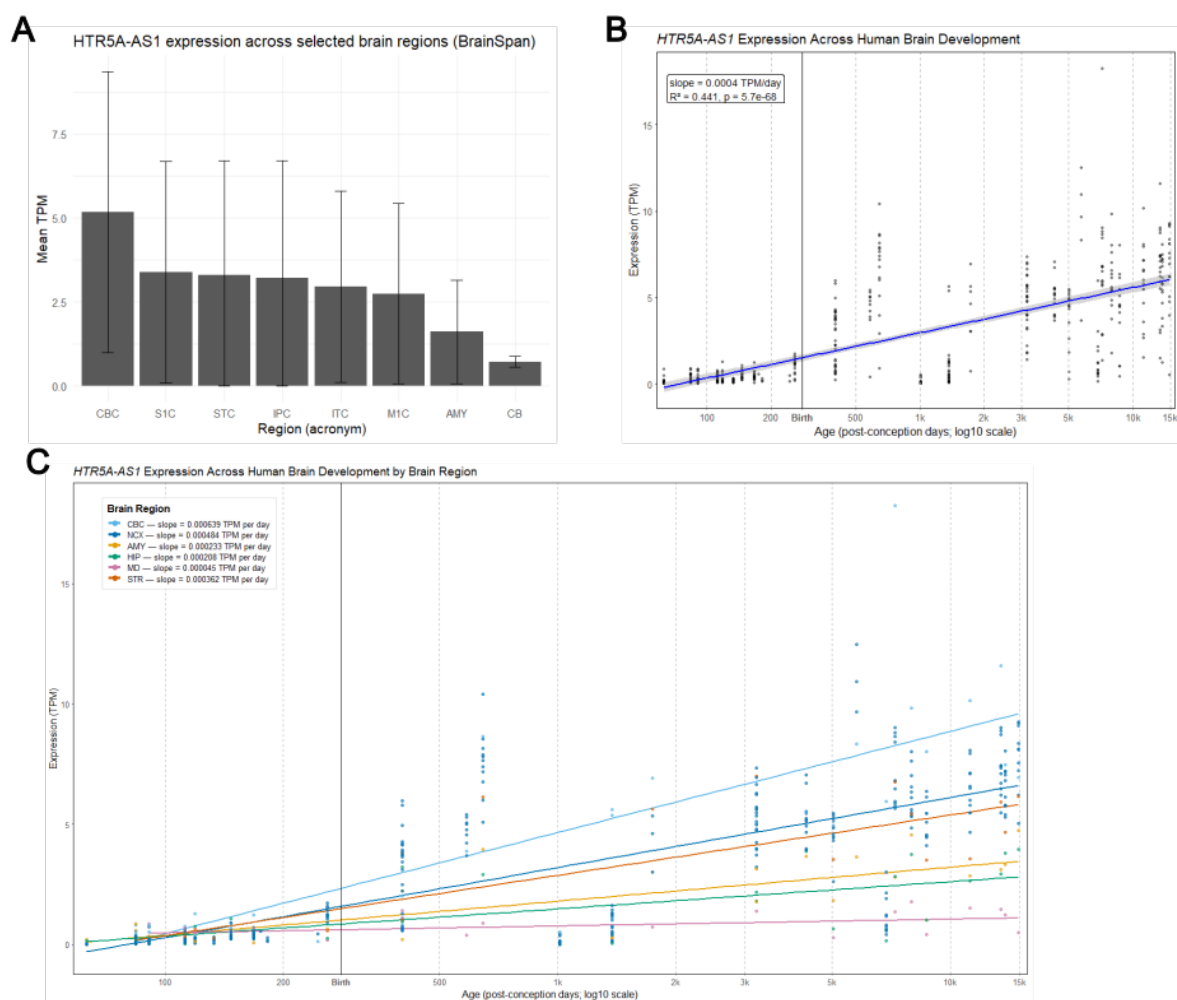 A
HTR5A-AS1 expression across selected brain regions (BrainSpan)
Mean TPM
7.5
5.0
2.5
0.0
CBC S1C STC IPC ITC M1C AMY CB
Region (acronym)
B
HTR5A-AS1 Expression Across Human Brain Development
slope = 0.0004 TPM/day
R² = 0.441, p = 5.7e-68
Expression (TPM)
15
10
5
0
100 200 Birth 500 1k 2k 3k 5k 10k 15k
Age (post-conception days; log10 scale)
C
HTR5A-AS1 Expression Across Human Brain Development by Brain Region
Brain Region
CBC — slope = 0.000639 TPM per day
NCX — slope = 0.000484 TPM per day
AMY — slope = 0.000233 TPM per day
HIP — slope = 0.000208 TPM per day
MD — slope = 0.000045 TPM per day
STR — slope = 0.000362 TPM per day
Expression (TPM)
15
10
5
0
100 200 Birth 500 1k 2k 3k 5k 10k 15k
Age (post-conception days; log10 scale)